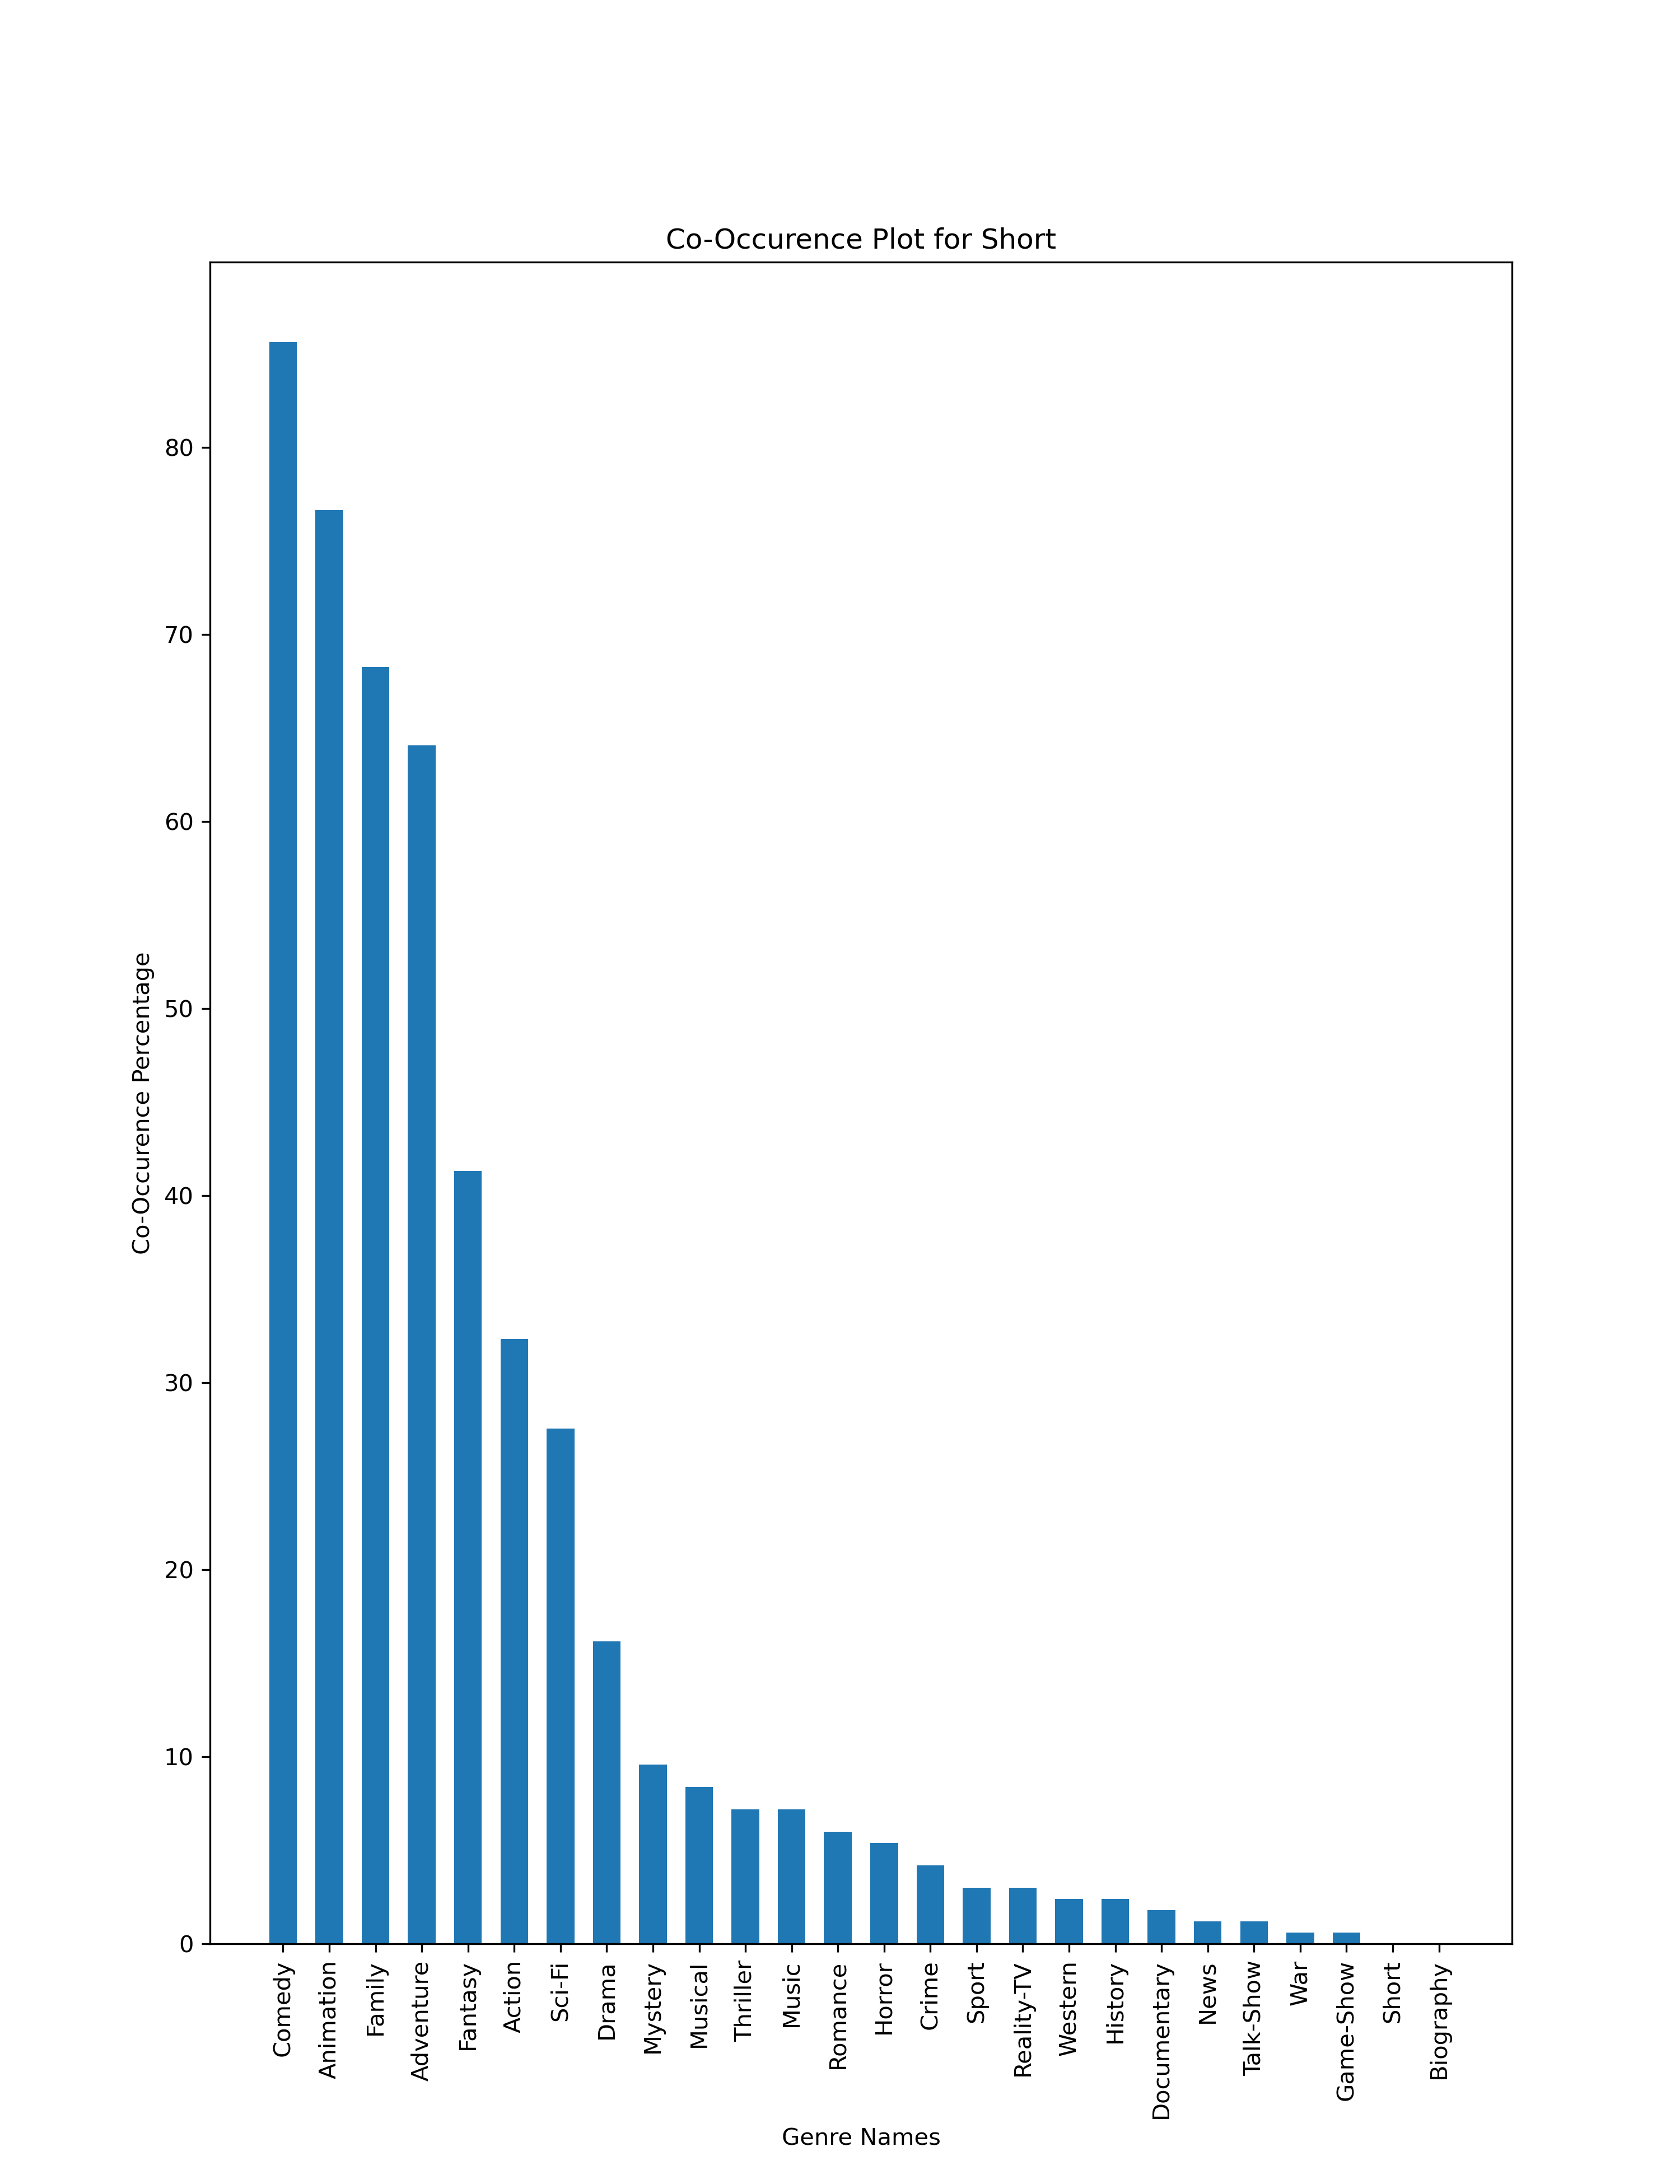 Co-Occurence Plot for Short
Co-Occurence Percentage
80
70
60
50
40
30
20
10
0
Comedy
Animation
Family
Adventure
Fantasy
Action
Sci-Fi
Drama
Mystery
Musical
Thriller
Music
Romance
Horror
Crime
Sport
Reality-TV
Western
History
Documentary
News
Talk-Show
War
Game-Show
Short
Biography
Genre Names